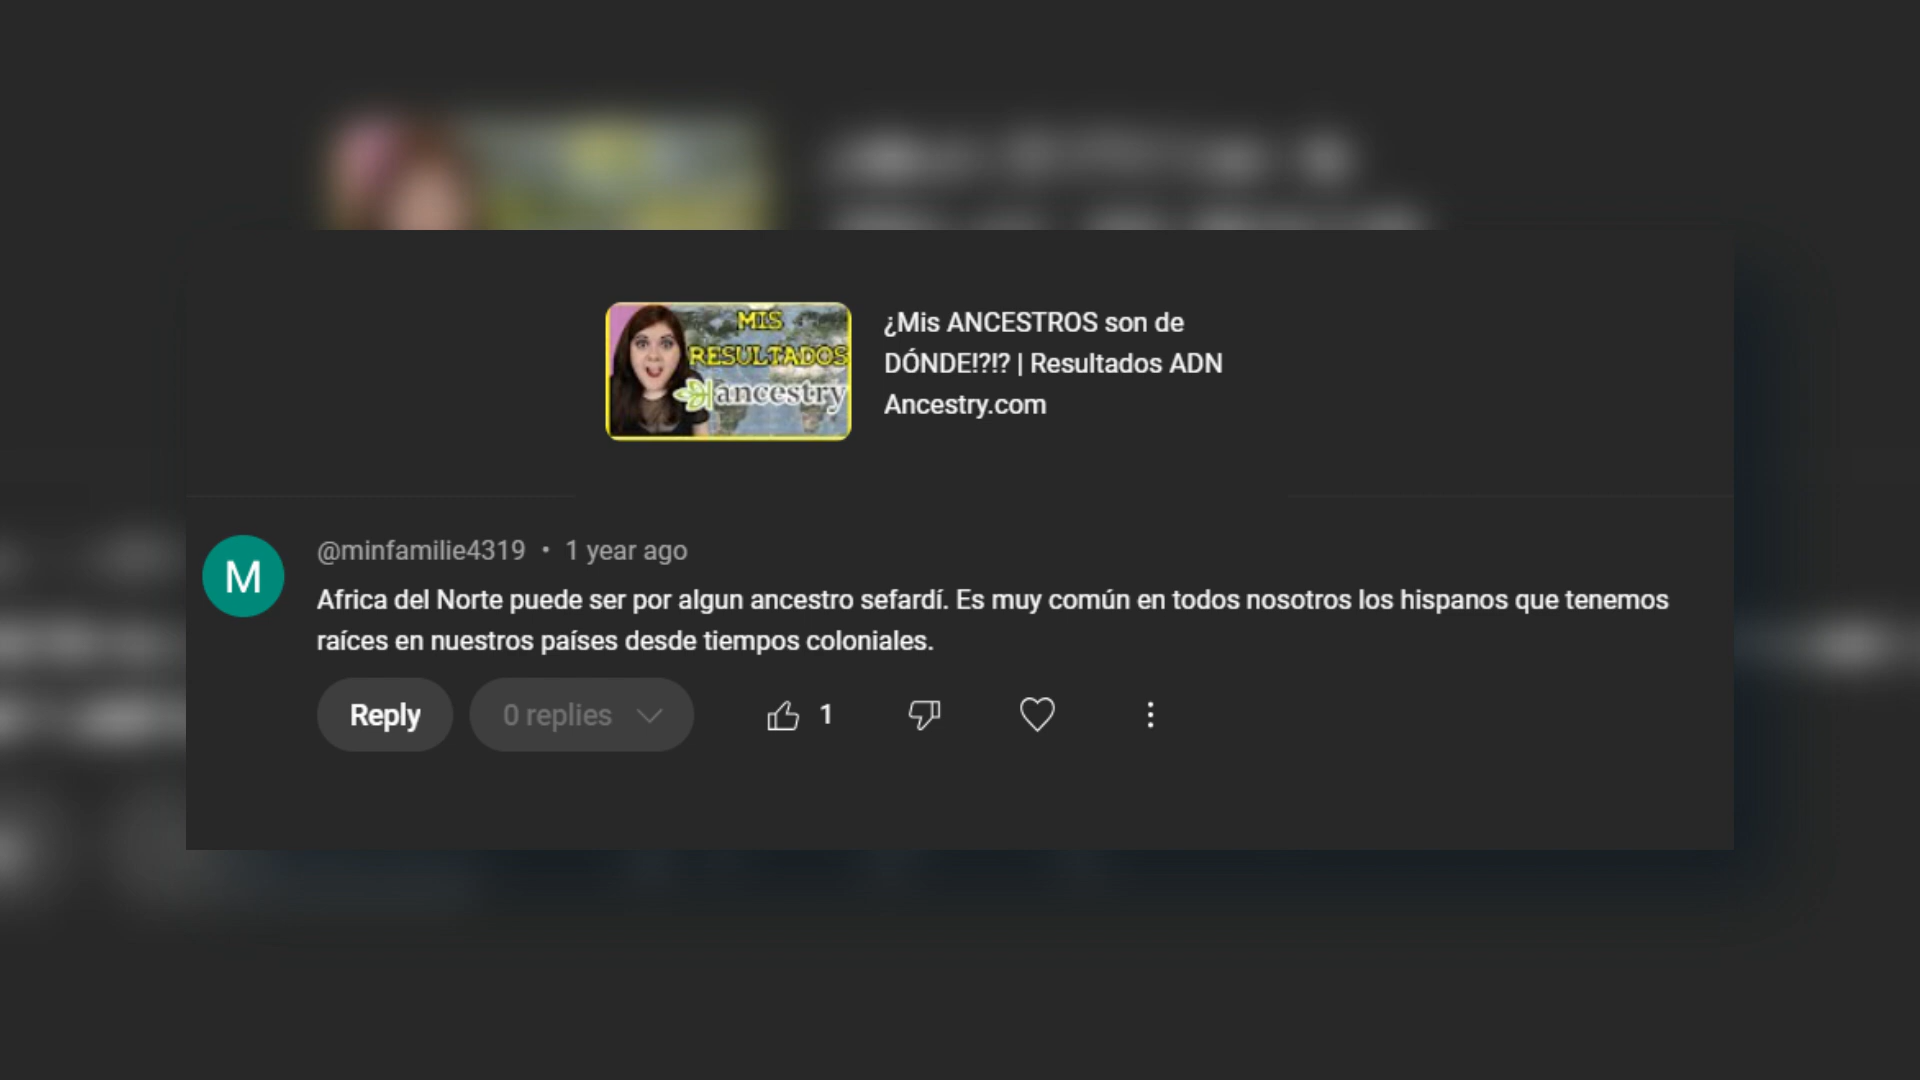 MIS
RESULTADOS
ancestry
¿Mis ANCESTROS son de
DÓNDE!?!? | Resultados ADN
Ancestry.com
M
@minfamilie4319 • 1 year ago
Africa del Norte puede ser por algun ancestro sefardí. Es muy común en todos nosotros los hispanos que tenemos
raíces en nuestros países desde tiempos coloniales.
Reply 0 replies 1